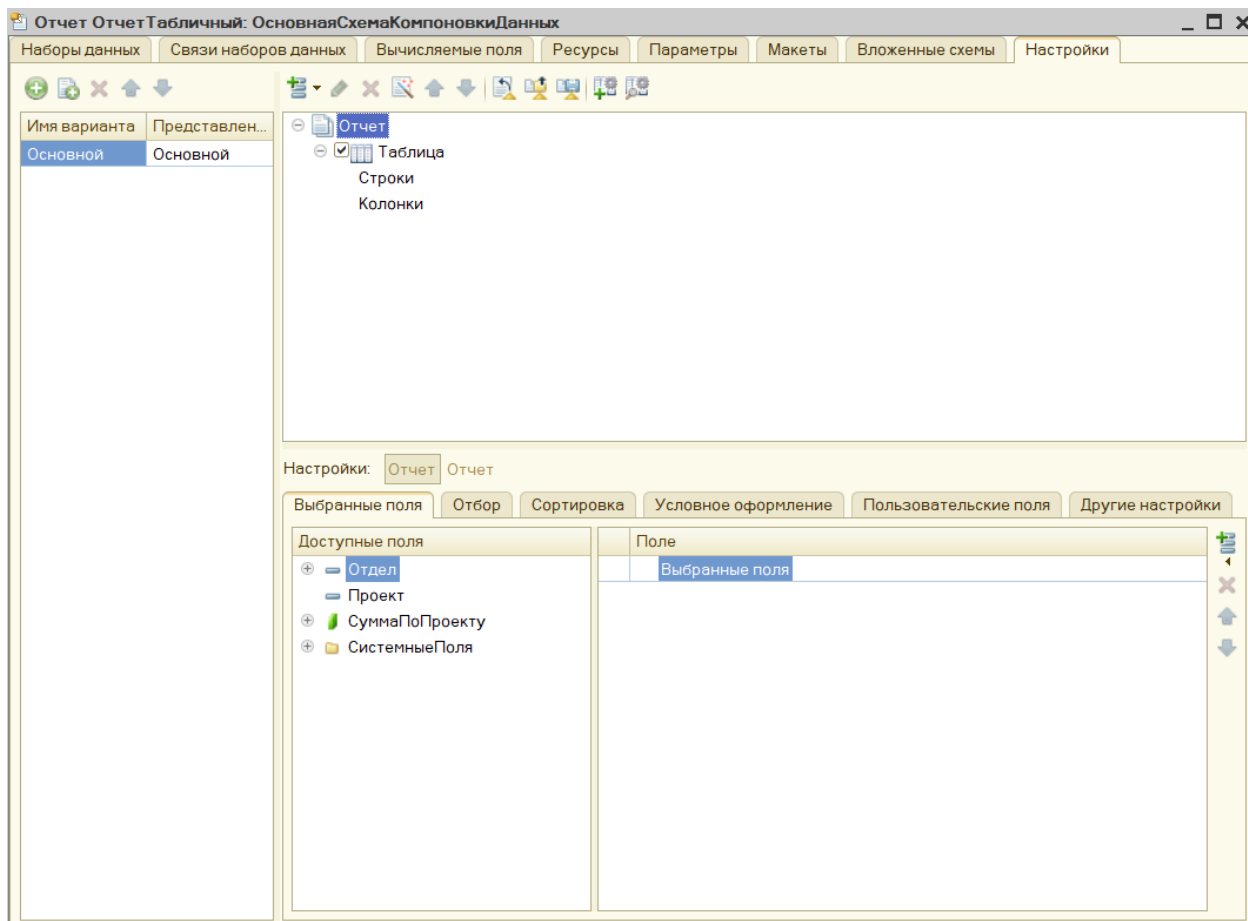 Отчет ОтчетТабличный: ОсновнаяСхемаКомпоновкиДанных
Наборы данных Связи наборов данных Вычисляемые поля Ресурсы Параметры Макеты Вложенные схемы Настройки
Имя варианта Представлен...
Основной Основной
Отчет
Таблица
Строки
Колонки
Настройки: Отчет Отчет
Выбранные поля Отбор Сортировка Условное оформление Пользовательские поля Другие настройки
Доступные поля Поле
Отдел Выбранные поля
Проект
СуммаПоПроекту
СистемныеПоля